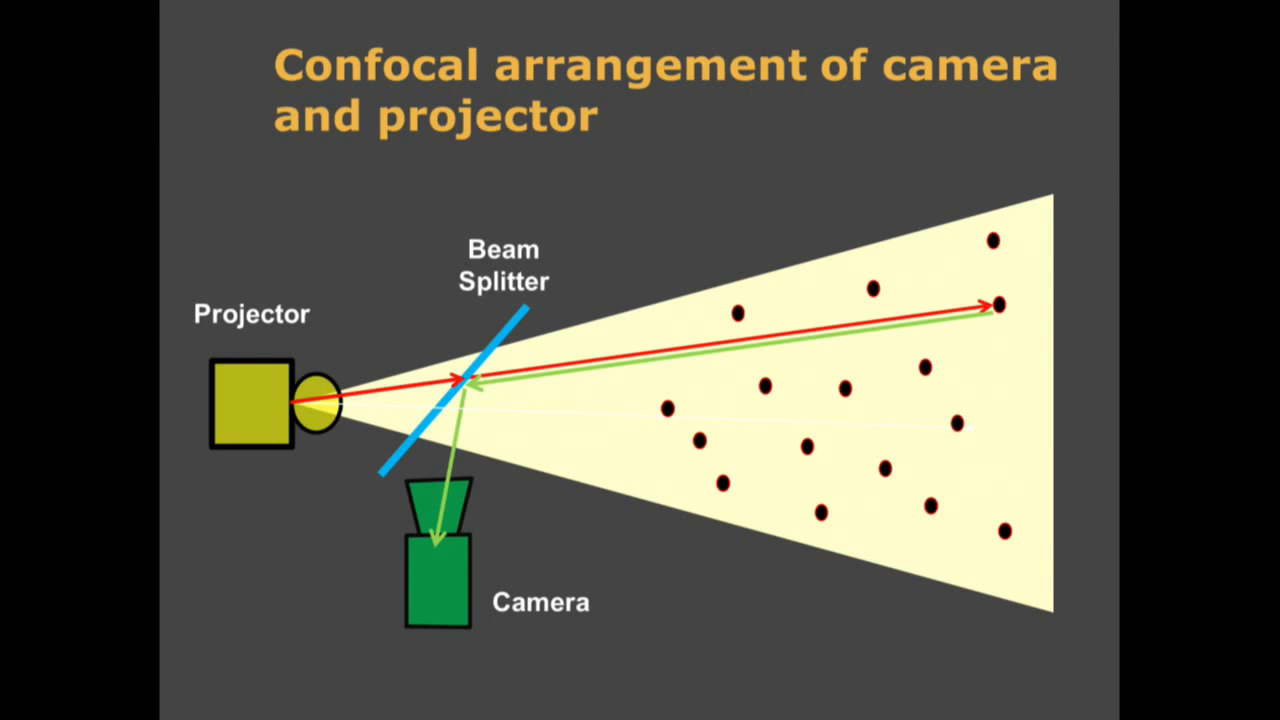 Confocal arrangement of camera
and projector
Beam
Splitter
Projector
Camera